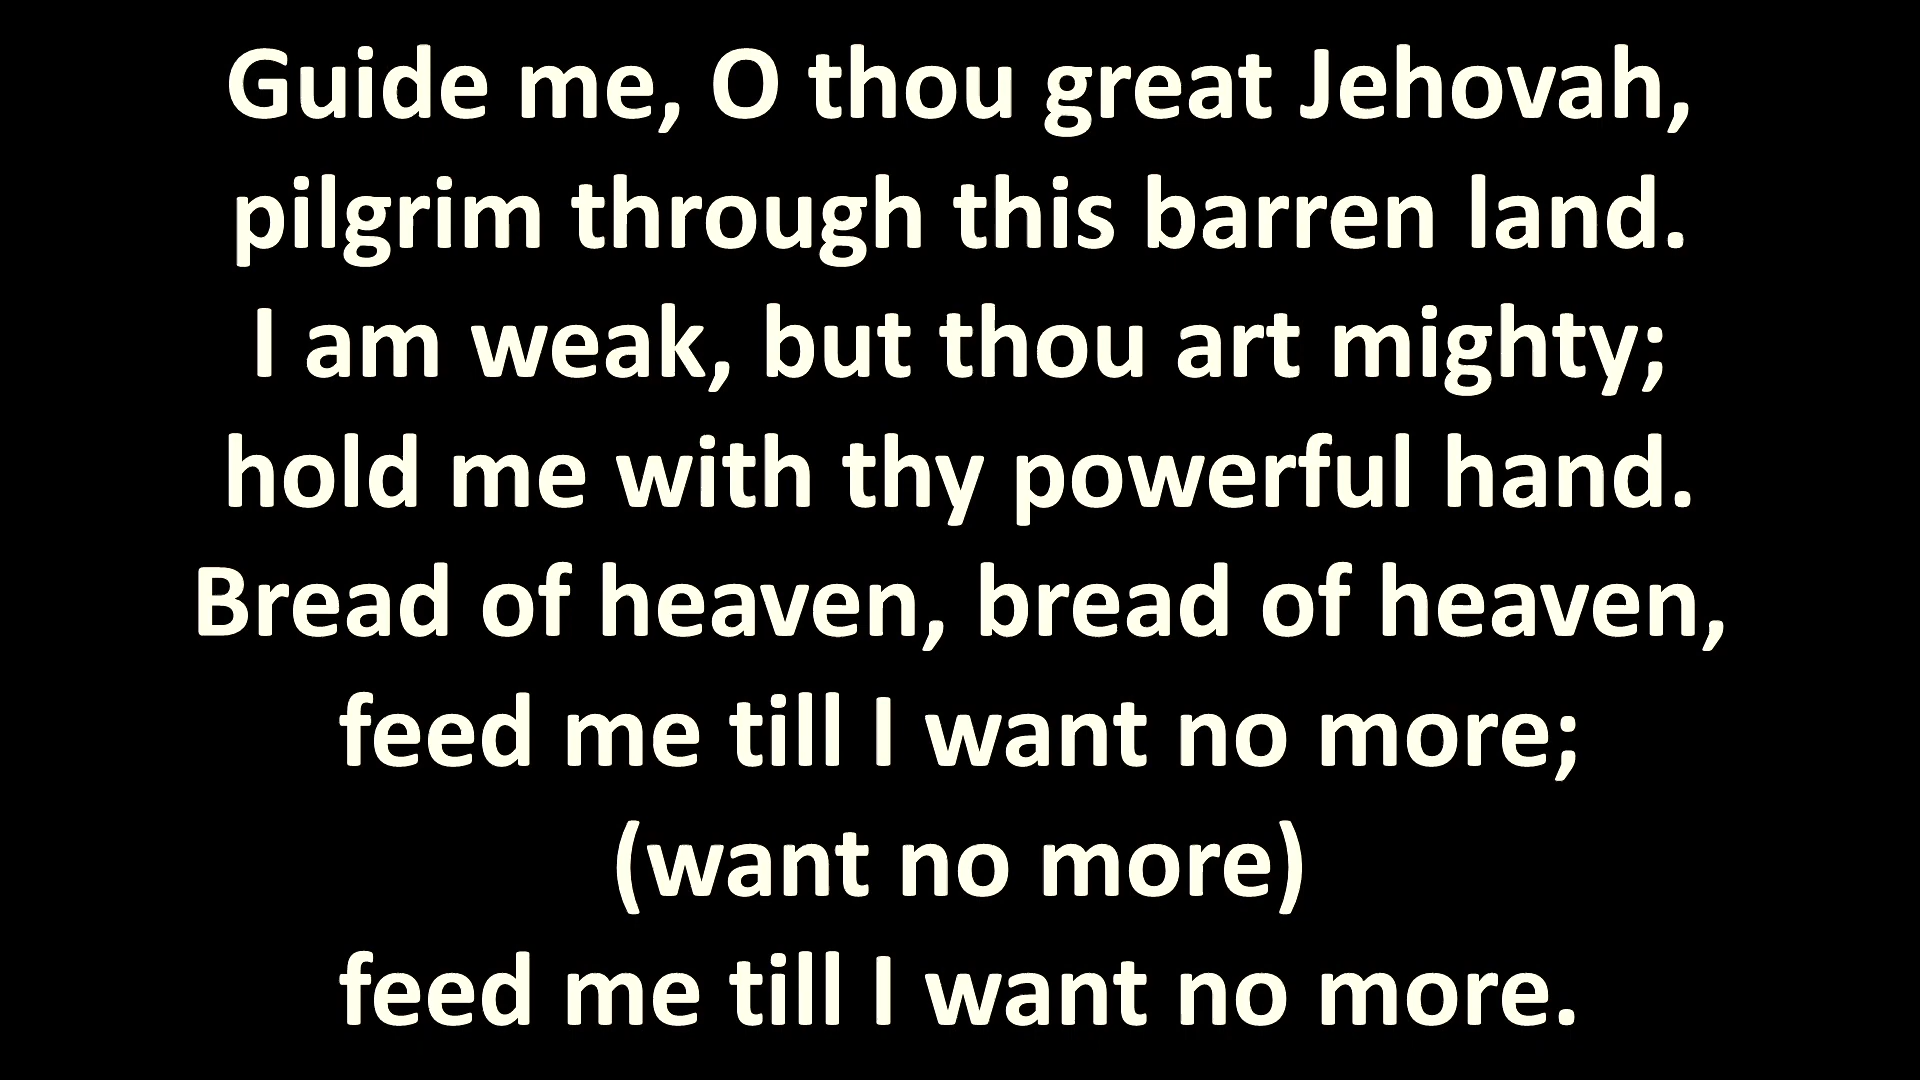 Guide me, O thou great Jehovah,
pilgrim through this barren land.
I am weak, but thou art mighty;
hold me with thy powerful hand.
Bread of heaven, bread of heaven,
feed me till I want no more;
(want no more)
feed me till I want no more.